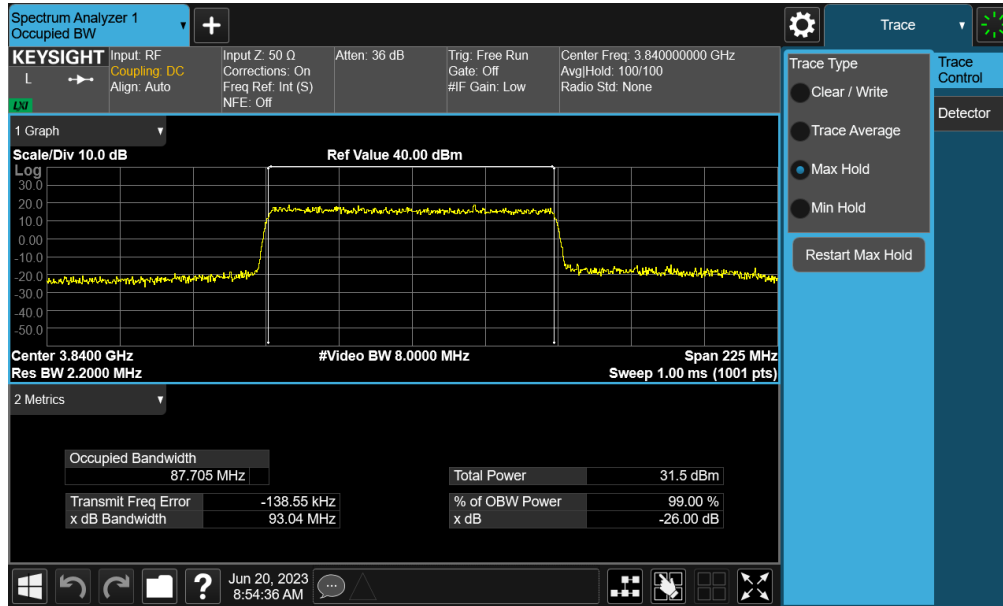 Spectrum Analyzer 1
Occupied BW
+
Trace
KEYSIGHT
L
LXI
Input: RF
Coupling: DC
Align: Auto
Input Z: 50 Ω
Corrections: On
Freq Ref: Int (S)
NFE: Off
Atten: 36 dB
Trig: Free Run
Gate: Off
#IF Gain: Low
Center Freq: 3.840000000 GHz
Avg|Hold: 100/100
Radio Std: None
Trace Type
Clear / Write
Trace Average
Max Hold
Min Hold
Restart Max Hold
Trace
Control
Detector
1 Graph
Scale/Div 10.0 dB
Ref Value 40.00 dBm
Log
30.0
20.0
10.0
0.00
-10.0
-20.0
-30.0
-40.0
-50.0
Center 3.8400 GHz
#Video BW 8.0000 MHz
Span 225 MHz
Res BW 2.2000 MHz
Sweep 1.00 ms (1001 pts)
2 Metrics
Occupied Bandwidth
87.705 MHz
Total Power 31.5 dBm
Transmit Freq Error -138.55 kHz
% of OBW Power 99.00 %
x dB Bandwidth 93.04 MHz
x dB -26.00 dB
?
Jun 20, 2023
8:54:36 AM